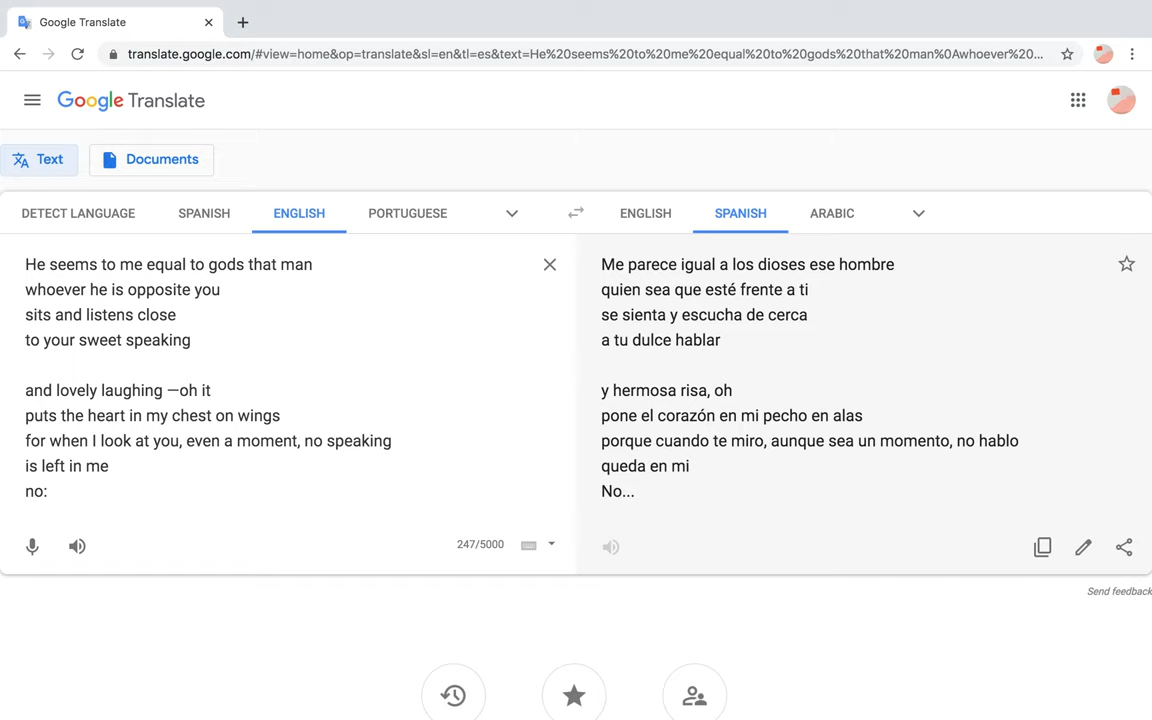 Google Translate
translate.google.com/#view=home&op=translate&sl=en&tl=es&text=He%20seems%20to%20me%20equal%20to%20gods%20that%20man%0Awhoever%20...
Google Translate
Text
Documents
DETECT LANGUAGE
SPANISH
ENGLISH
PORTUGUESE
ENGLISH
SPANISH
ARABIC
He seems to me equal to gods that man
whoever he is opposite you
sits and listens close
to your sweet speaking
and lovely laughing —oh it
puts the heart in my chest on wings
for when I look at you, even a moment, no speaking
is left in me
no:
247/5000
Me parece igual a los dioses ese hombre
quien sea que esté frente a ti
se sienta y escucha de cerca
a tu dulce hablar
y hermosa risa, oh
pone el corazón en mi pecho en alas
porque cuando te miro, aunque sea un momento, no hablo
queda en mi
No...
Send feedback